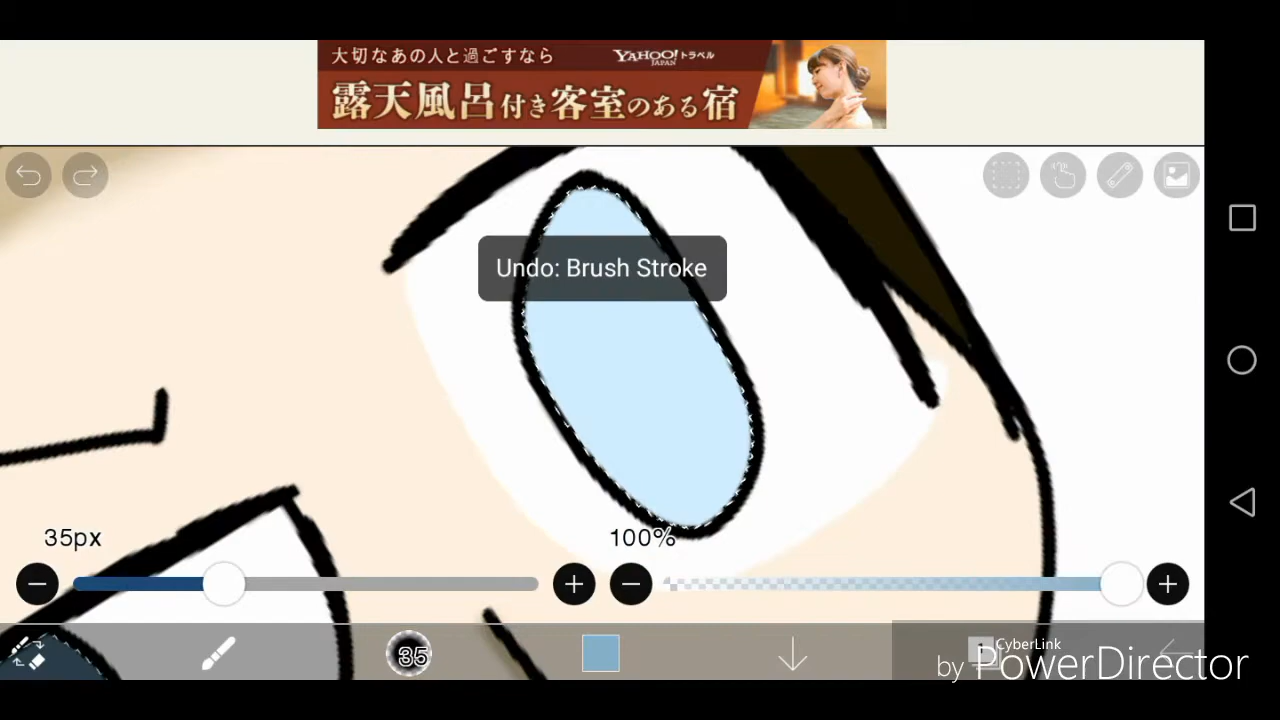 大切なあの人と過ごすなら YAHOO! JAPAN トラベル
露天風呂付き客室のある宿
Undo: Brush Stroke
35px 100%
35
1
CyberLink
by PowerDirector